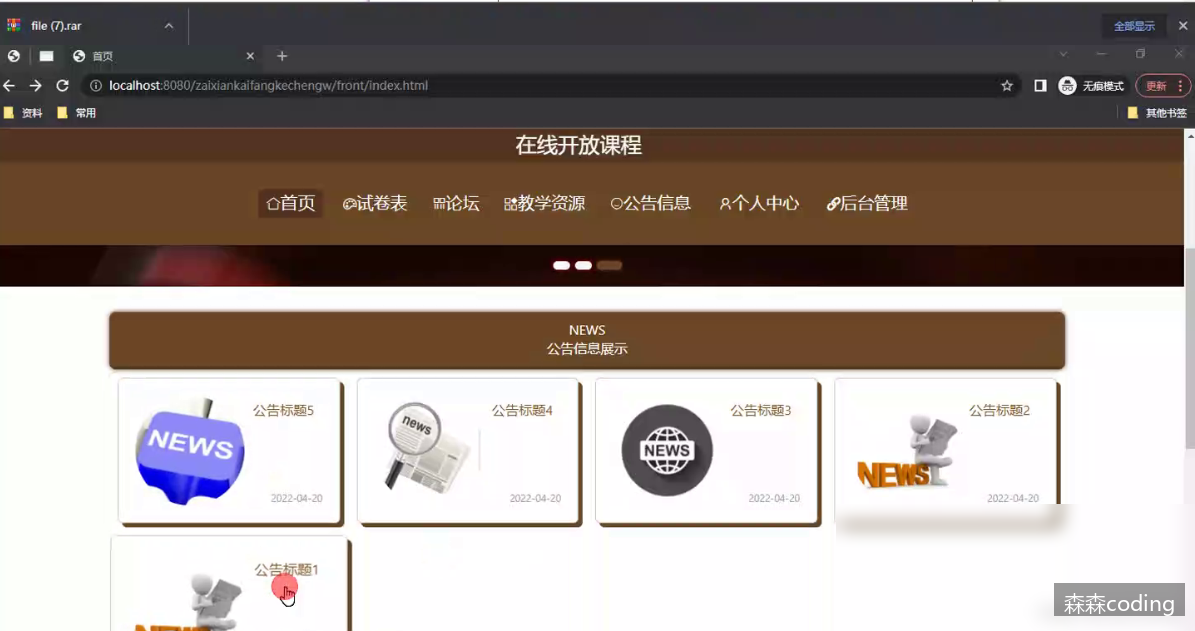 file (7).rar
全部显示
首页
localhost:8080/zaixiankaifangkechengw/front/index.html
无痕模式
更新
资料
常用
其他书签
在线开放课程
首页
试卷表
论坛
教学资源
公告信息
个人中心
后台管理
NEWS
公告信息展示
NEWS
公告标题5
2022-04-20
news
公告标题4
2022-04-20
NEWS
公告标题3
2022-04-20
NEWS
公告标题2
2022-04-20
NEWS
公告标题1
森森coding